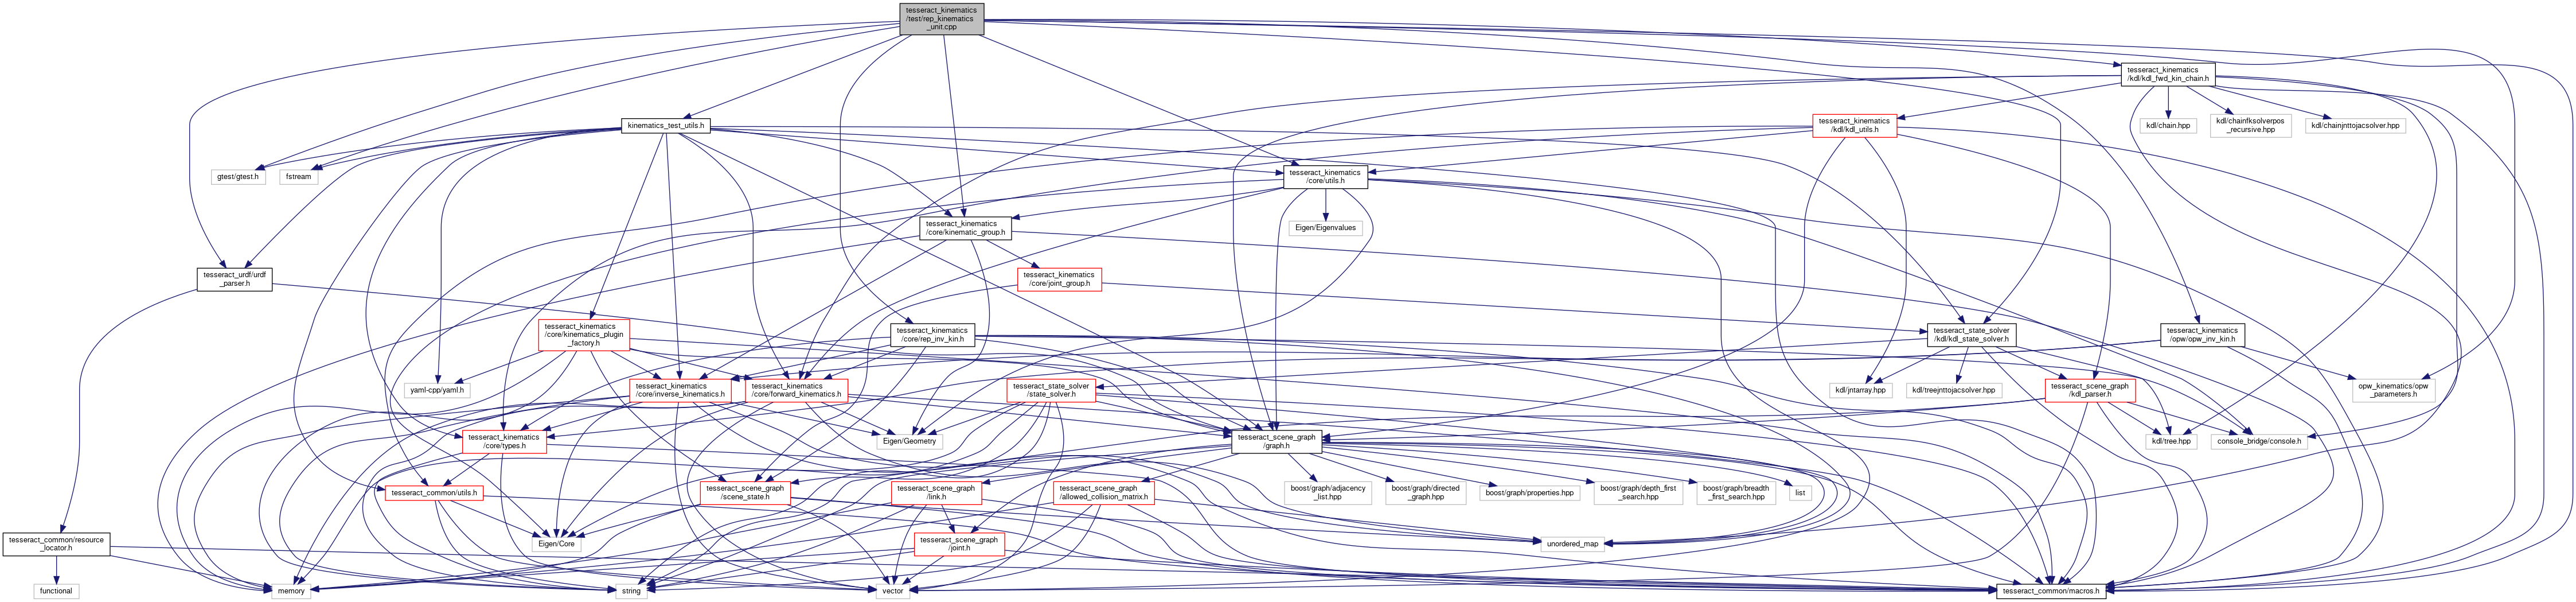 tesseract_kinematics
/test/rep_kinematics
_unit.cpp
tesseract_kinematics
/kdl/kdl_fwd_kin_chain.h
kinematics_test_utils.h
tesseract_kinematics
/kdl/kdl_utils.h
kdl/chain.hpp
kdl/chainfksolverpos
_recursive.hpp
kdl/chainjnttojacsolver.hpp
gtest/gtest.h
fstream
tesseract_kinematics
/core/utils.h
tesseract_kinematics
/core/kinematic_group.h
Eigen/Eigenvalues
tesseract_urdf/urdf
_parser.h
tesseract_kinematics
/core/joint_group.h
tesseract_kinematics
/core/kinematics_plugin
_factory.h
tesseract_kinematics
/core/rep_inv_kin.h
tesseract_state_solver
/kdl/kdl_state_solver.h
tesseract_kinematics
/opw/opw_inv_kin.h
yaml-cpp/yaml.h
tesseract_kinematics
/core/inverse_kinematics.h
tesseract_kinematics
/core/forward_kinematics.h
tesseract_state_solver
/state_solver.h
kdl/jntarray.hpp
kdl/treejnttojacsolver.hpp
tesseract_scene_graph
/kdl_parser.h
opw_kinematics/opw
_parameters.h
tesseract_kinematics
/core/types.h
Eigen/Geometry
tesseract_scene_graph
/graph.h
kdl/tree.hpp
console_bridge/console.h
tesseract_common/utils.h
tesseract_scene_graph
/scene_state.h
tesseract_scene_graph
/link.h
tesseract_scene_graph
/allowed_collision_matrix.h
boost/graph/adjacency
_list.hpp
boost/graph/directed
_graph.hpp
boost/graph/properties.hpp
boost/graph/depth_first
_search.hpp
boost/graph/breadth
_first_search.hpp
list
tesseract_common/resource
_locator.h
Eigen/Core
tesseract_scene_graph
/joint.h
unordered_map
functional
memory
string
vector
tesseract_common/macros.h